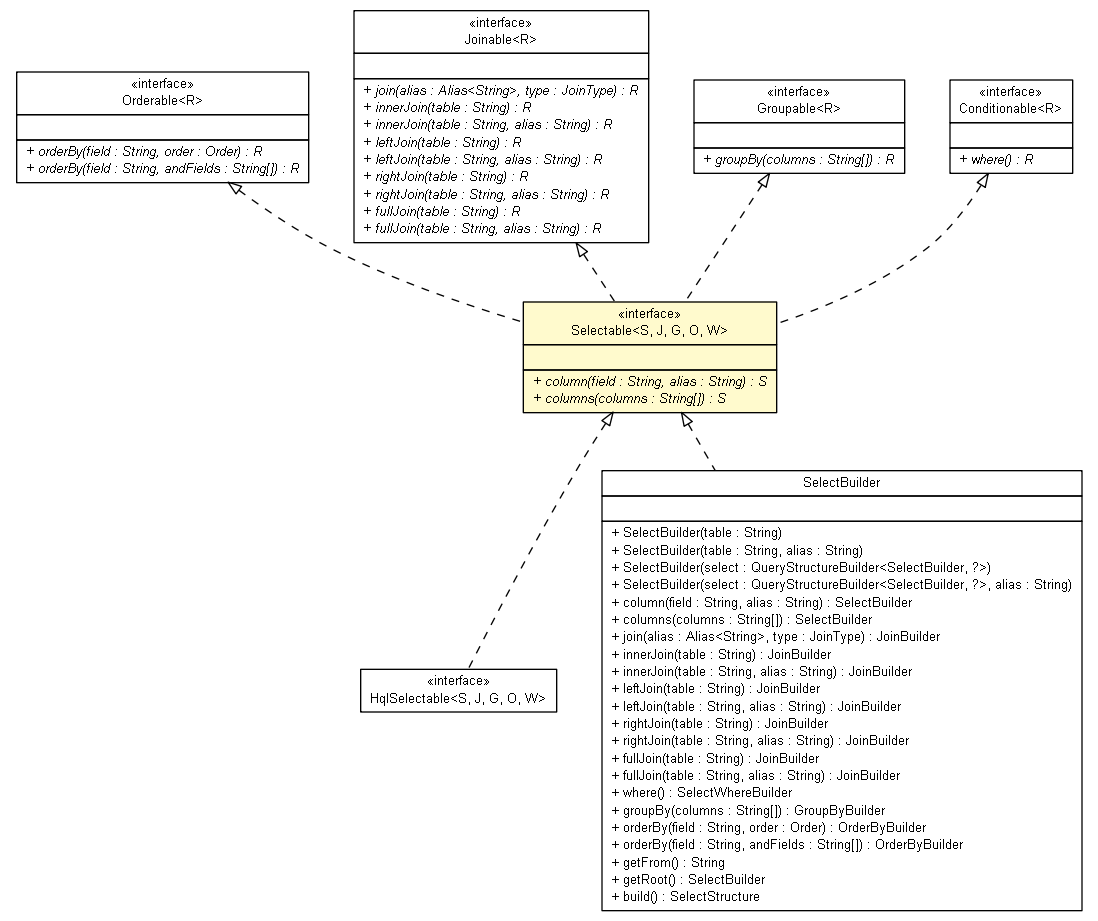 «interface»
Orderable<R>
+ orderBy(field : String, order : Order) : R
+ orderBy(field : String, andFields : String[]) : R
«interface»
Joinable<R>
+ join(alias : Alias<String>, type : JoinType) : R
+ innerJoin(table : String) : R
+ innerJoin(table : String, alias : String) : R
+ leftJoin(table : String) : R
+ leftJoin(table : String, alias : String) : R
+ rightJoin(table : String) : R
+ rightJoin(table : String, alias : String) : R
+ fullJoin(table : String) : R
+ fullJoin(table : String, alias : String) : R
«interface»
Groupable<R>
+ groupBy(columns : String[]) : R
«interface»
Conditionable<R>
+ where() : R
«interface»
Selectable<S, J, G, O, W>
+ column(field : String, alias : String) : S
+ columns(columns : String[]) : S
«interface»
HqlSelectable<S, J, G, O, W>
SelectBuilder
+ SelectBuilder(table : String)
+ SelectBuilder(table : String, alias : String)
+ SelectBuilder(select : QueryStructureBuilder<SelectBuilder, ?>)
+ SelectBuilder(select : QueryStructureBuilder<SelectBuilder, ?>, alias : String)
+ column(field : String, alias : String) : SelectBuilder
+ columns(columns : String[]) : SelectBuilder
+ join(alias : Alias<String>, type : JoinType) : JoinBuilder
+ innerJoin(table : String) : JoinBuilder
+ innerJoin(table : String, alias : String) : JoinBuilder
+ leftJoin(table : String) : JoinBuilder
+ leftJoin(table : String, alias : String) : JoinBuilder
+ rightJoin(table : String) : JoinBuilder
+ rightJoin(table : String, alias : String) : JoinBuilder
+ fullJoin(table : String) : JoinBuilder
+ fullJoin(table : String, alias : String) : JoinBuilder
+ where() : SelectWhereBuilder
+ groupBy(columns : String[]) : GroupByBuilder
+ orderBy(field : String, order : Order) : OrderByBuilder
+ orderBy(field : String, andFields : String[]) : OrderByBuilder
+ getFrom() : String
+ getRoot() : SelectBuilder
+ build() : SelectStructure